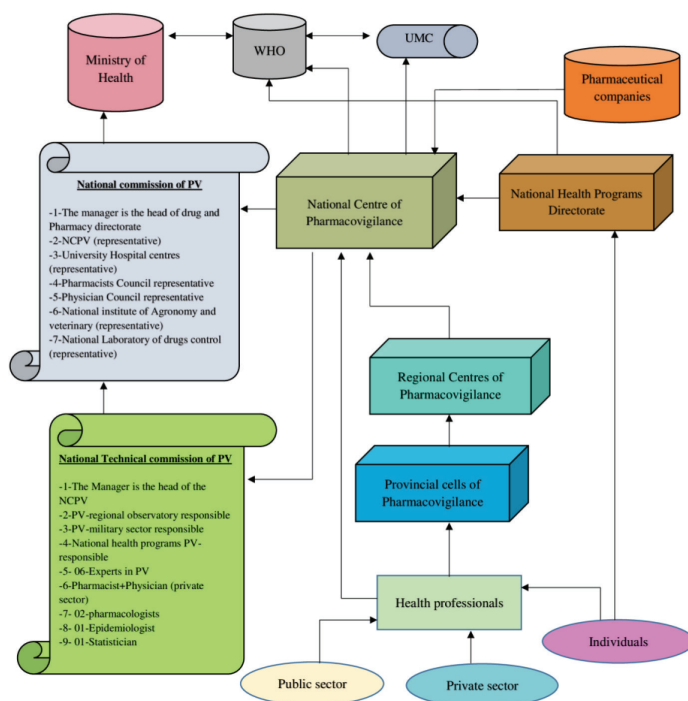 Ministry of
Health
WHO
UMC
Pharmaceutical
companies
National commission of PV
-1-The manager is the head of drug and
Pharmacy directorate
-2-NCPV (representative)
-3-University Hospital centres
(representative)
-4-Pharmacists Council representative
-5-Physician Council representative
-6-National institute of Agronomy and
veterinary (representative)
-7-National Laboratory of drugs control
(representative)
National Centre of
Pharmacovigilance
National Health Programs
Directorate
Regional Centres of
Pharmacovigilance
National Technical commission of PV
-1-The Manager is the head of the
NCPV
-2-PV-regional observatory responsible
-3-PV-military sector responsible
-4-National health programs PV-
responsible
-5- 06-Experts in PV
-6-Pharmacist+Physician (private
sector)
-7- 02-pharmacologists
-8- 01-Epidemiologist
-9- 01-Statistician
Provincial cells of
Pharmacovigilance
Health professionals
Individuals
Public sector
Private sector